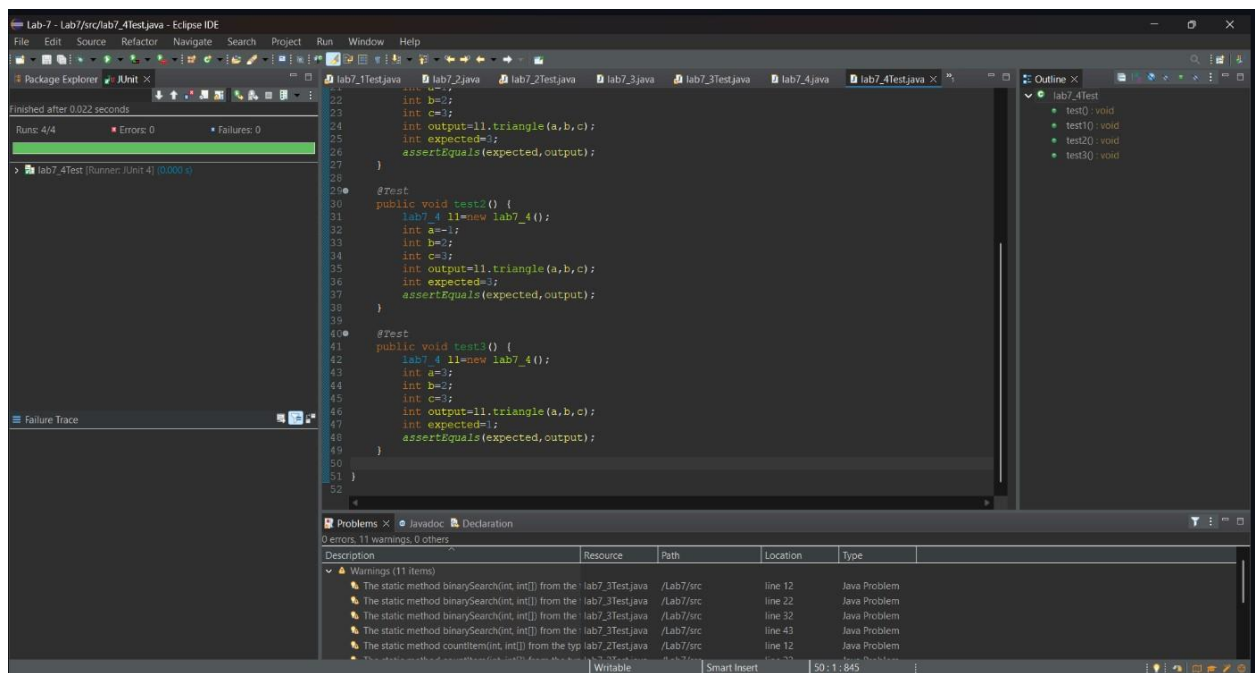 Lab-7 - Lab7/src/lab7_4Test.java - Eclipse IDE
File Edit Source Refactor Navigate Search Project Run Window Help
Package Explorer JUnit
Finished after 0.022 seconds
Runs: 4/4 Errors: 0 Failures: 0
lab7_4Test [Runner: JUnit 4] (0.000 s)
Failure Trace
lab7_1Test.java lab7_2.java lab7_2Test.java lab7_3.java lab7_3Test.java lab7_4.java lab7_4Test.java
22 int b=2;
23 int c=3;
24 int output=l1.triangle(a,b,c);
25 int expected=3;
26 assertEquals(expected,output);
27 }
28
29 @Test
30 public void test2() {
31 lab7_4 l1=new lab7_4();
32 int a=-1;
33 int b=2;
34 int c=3;
35 int output=l1.triangle(a,b,c);
36 int expected=3;
37 assertEquals(expected,output);
38 }
39
40 @Test
41 public void test3() {
42 lab7_4 l1=new lab7_4();
43 int a=3;
44 int b=2;
45 int c=3;
46 int output=l1.triangle(a,b,c);
47 int expected=1;
48 assertEquals(expected,output);
49 }
50
51 }
52
Outline
lab7_4Test
test() : void
test1() : void
test2() : void
test3() : void
Problems Javadoc Declaration
0 errors, 11 warnings, 0 others
Description Resource Path Location Type
Warnings (11 items)
The static method binarySearch(int, int[]) from the lab7_3Test.java /Lab7/src line 12 Java Problem
The static method binarySearch(int, int[]) from the lab7_3Test.java /Lab7/src line 22 Java Problem
The static method binarySearch(int, int[]) from the lab7_3Test.java /Lab7/src line 32 Java Problem
The static method binarySearch(int, int[]) from the lab7_3Test.java /Lab7/src line 43 Java Problem
The static method countItem(int, int[]) from the typ lab7_2Test.java /Lab7/src line 12 Java Problem
Writable Smart Insert 50 : 1 : 845